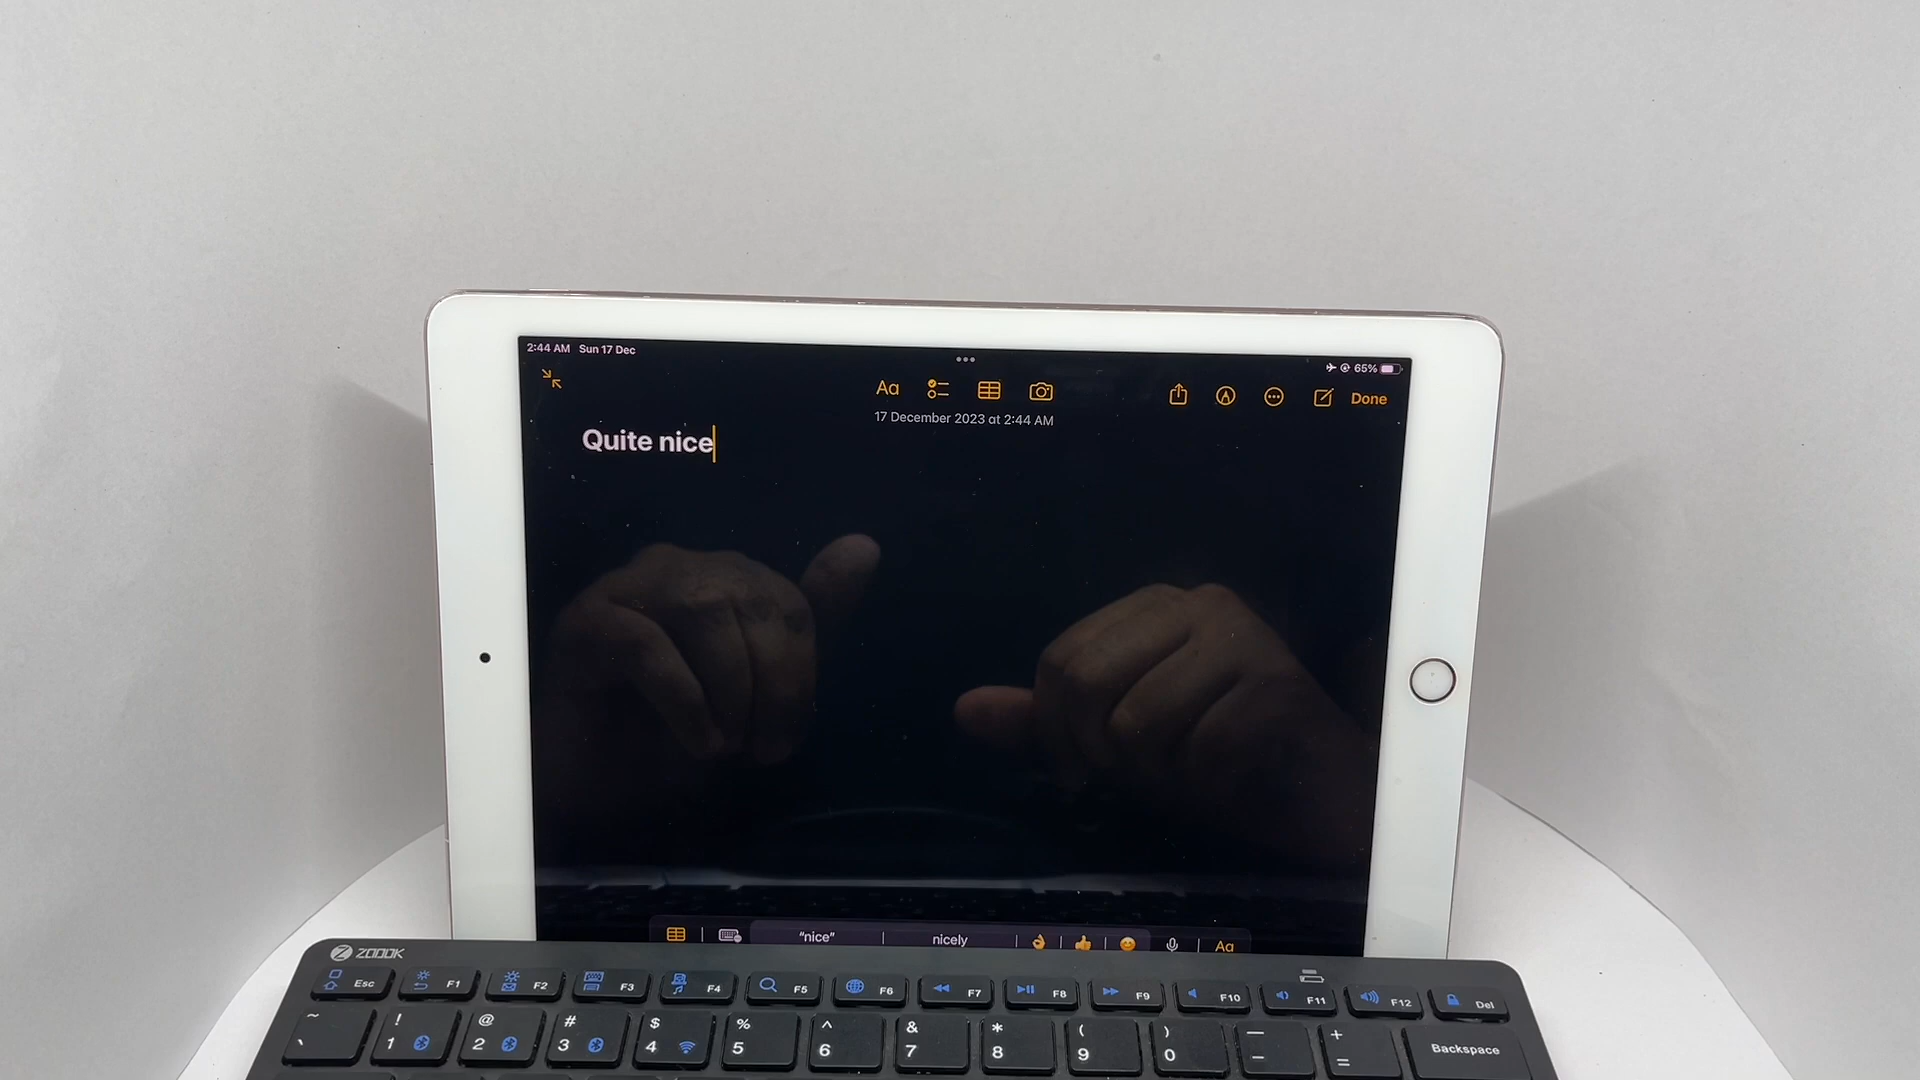 2:44 AM Sun 17 Dec
65%
Aa
Done
17 December 2023 at 2:44 AM
Quite nice
"nice" nicely Aa
ZOOOK
Esc F1 F2 F3 F4 F5 F6 F7 F8 F9 F10 F11 F12 Del
~ ! @ # $ % ^ & * ( ) — +
` 1 2 3 4 5 6 7 8 9 0 - = Backspace